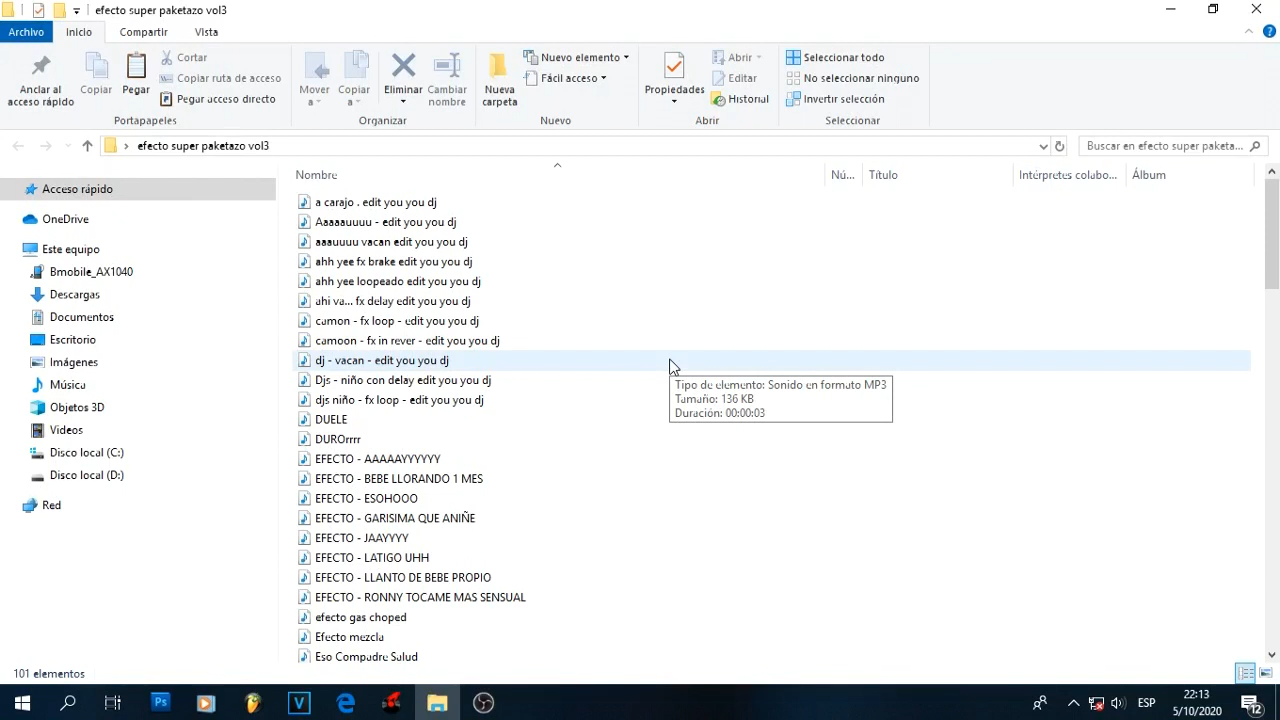 efecto super paketazo vol3
Archivo
Inicio
Compartir
Vista
Anclar al
acceso rápido
Copiar
Pegar
Cortar
Copiar ruta de acceso
Pegar acceso directo
Portapapeles
Mover
a
Copiar
a
Eliminar
Cambiar
nombre
Organizar
Nueva
carpeta
Nuevo elemento
Fácil acceso
Nuevo
Propiedades
Abrir
Editar
Historial
Abrir
Seleccionar todo
No seleccionar ninguno
Invertir selección
Seleccionar
efecto super paketazo vol3
Buscar en efecto super paketa...
Acceso rápido
OneDrive
Este equipo
Bmobile_AX1040
Descargas
Documentos
Escritorio
Imágenes
Música
Objetos 3D
Videos
Disco local (C:)
Disco local (D:)
Red
Nombre
Nú...
Título
Intérpretes colabo...
Álbum
a carajo . edit you you dj
Aaaaauuuu - edit you you dj
aaauuuu vacan edit you you dj
ahh yee fx brake edit you you dj
ahh yee loopeado edit you you dj
ahi va... fx delay edit you you dj
camon - fx loop - edit you you dj
camoon - fx in rever - edit you you dj
dj - vacan - edit you you dj
Djs - niño con delay edit you you dj
djs niño - fx loop - edit you you dj
DUELE
DUROrrrr
EFECTO - AAAAAYYYYYY
EFECTO - BEBE LLORANDO 1 MES
EFECTO - ESOHOOO
EFECTO - GARISIMA QUE ANIÑE
EFECTO - JAAYYYY
EFECTO - LATIGO UHH
EFECTO - LLANTO DE BEBE PROPIO
EFECTO - RONNY TOCAME MAS SENSUAL
efecto gas choped
Efecto mezcla
Eso Compadre Salud
Tipo de elemento: Sonido en formato MP3
Tamaño: 136 KB
Duración: 00:00:03
101 elementos
Ps
V
ESP
22:13
5/10/2020
12